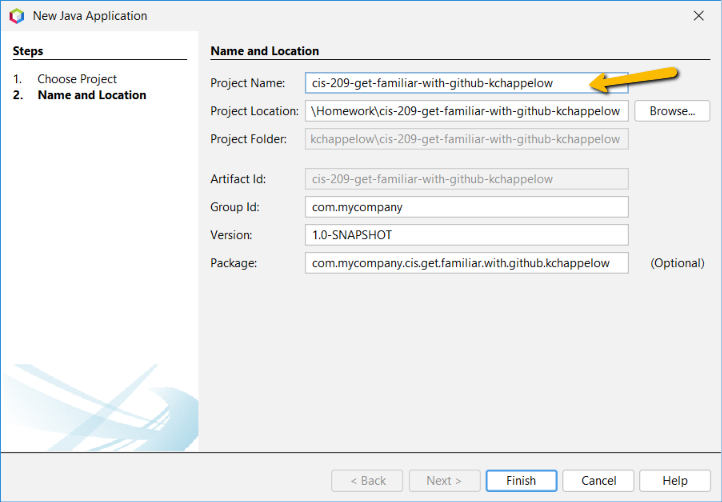 New Java Application
Steps
1. Choose Project
2. Name and Location
Name and Location
Project Name: cis-209-get-familiar-with-github-kchappelow
Project Location: \Homework\cis-209-get-familiar-with-github-kchappelow Browse...
Project Folder: kchappelow\cis-209-get-familiar-with-github-kchappelow
Artifact Id: cis-209-get-familiar-with-github-kchappelow
Group Id: com.mycompany
Version: 1.0-SNAPSHOT
Package: com.mycompany.cis.get.familiar.with.github.kchappelow (Optional)
< Back Next > Finish Cancel Help